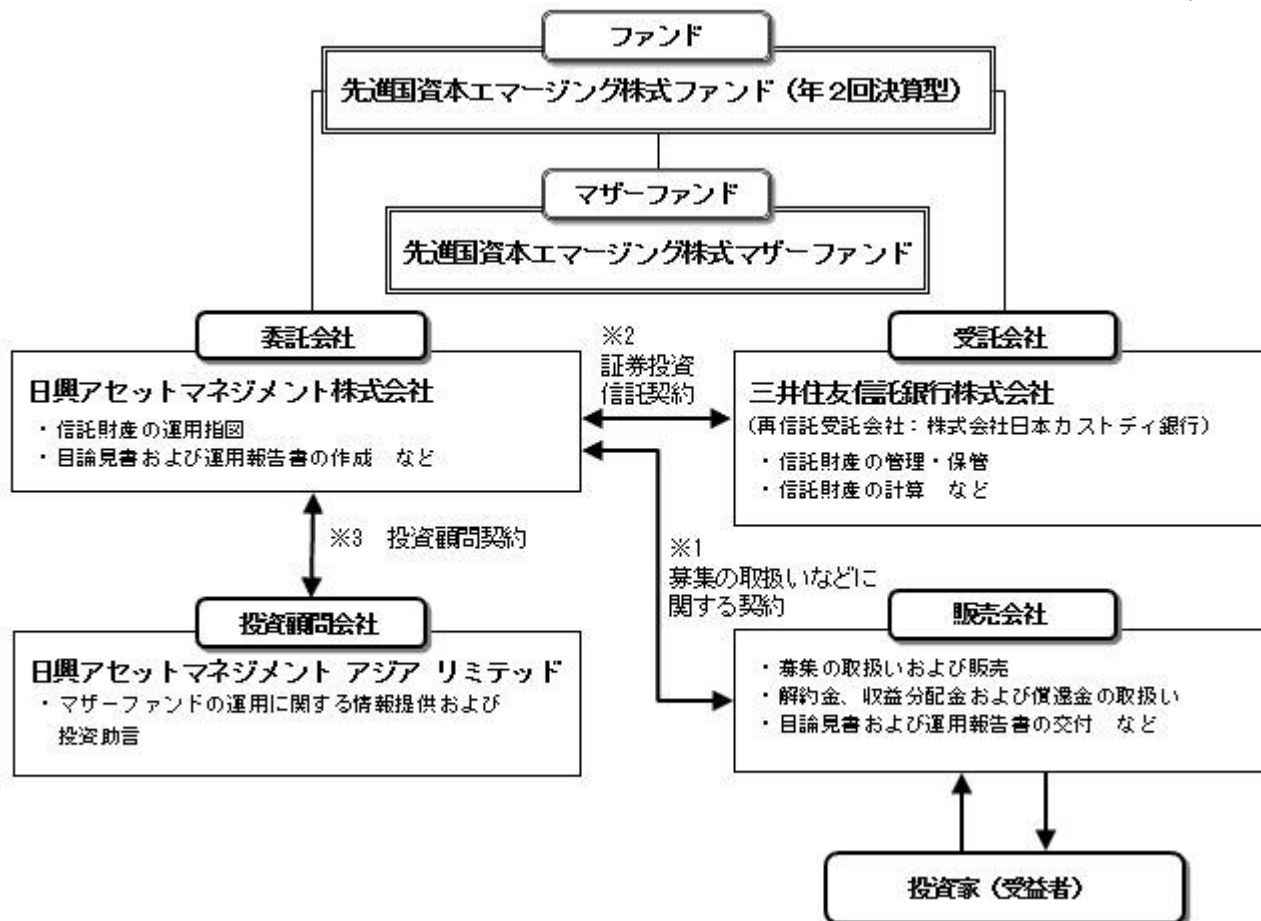 ファンド
先進国資本エマージング株式ファンド（年２回決算型）
マザーファンド
先進国資本エマージング株式マザーファンド
委託会社
日興アセットマネジメント株式会社
・信託財産の運用指図
・目論見書および運用報告書の作成　など
※2
証券投資
信託契約
受託会社
三井住友信託銀行株式会社
（再信託受託会社：株式会社日本カストディ銀行）
・信託財産の管理・保管
・信託財産の計算　など
※3　投資顧問契約
※1
募集の取扱いなどに
関する契約
投資顧問会社
日興アセットマネジメント アジア リミテッド
・マザーファンドの運用に関する情報提供および
投資助言
販売会社
・募集の取扱いおよび販売
・解約金、収益分配金および償還金の取扱い
・目論見書および運用報告書の交付　など
投資家（受益者）